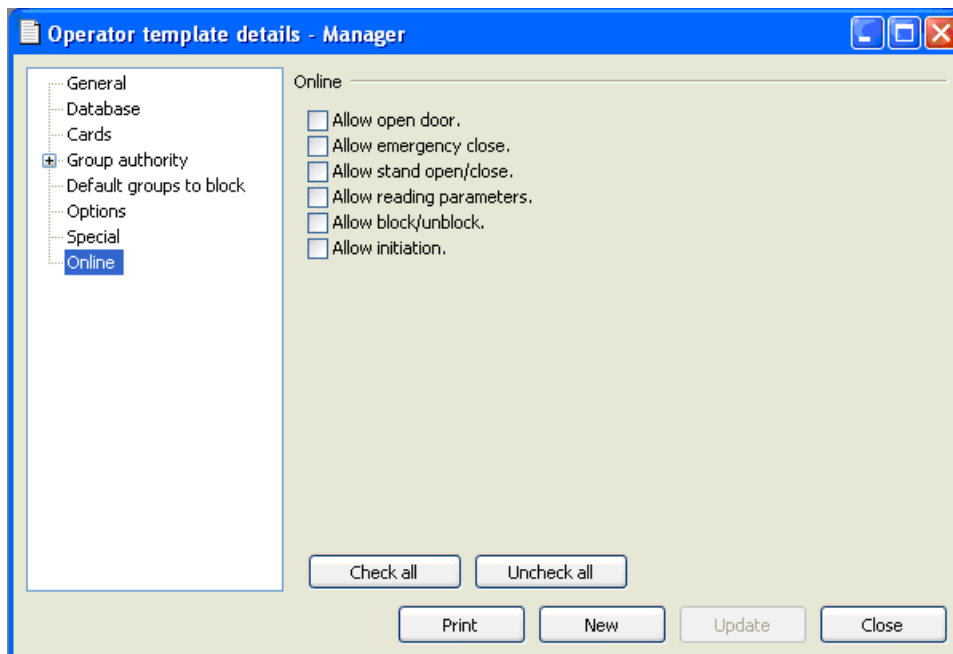 Operator template details - Manager
General
Database
Cards
Group authority
Default groups to block
Options
Special
Online
Online
Allow open door.
Allow emergency close.
Allow stand open/close.
Allow reading parameters.
Allow block/unblock.
Allow initiation.
Check all
Uncheck all
Print
New
Update
Close